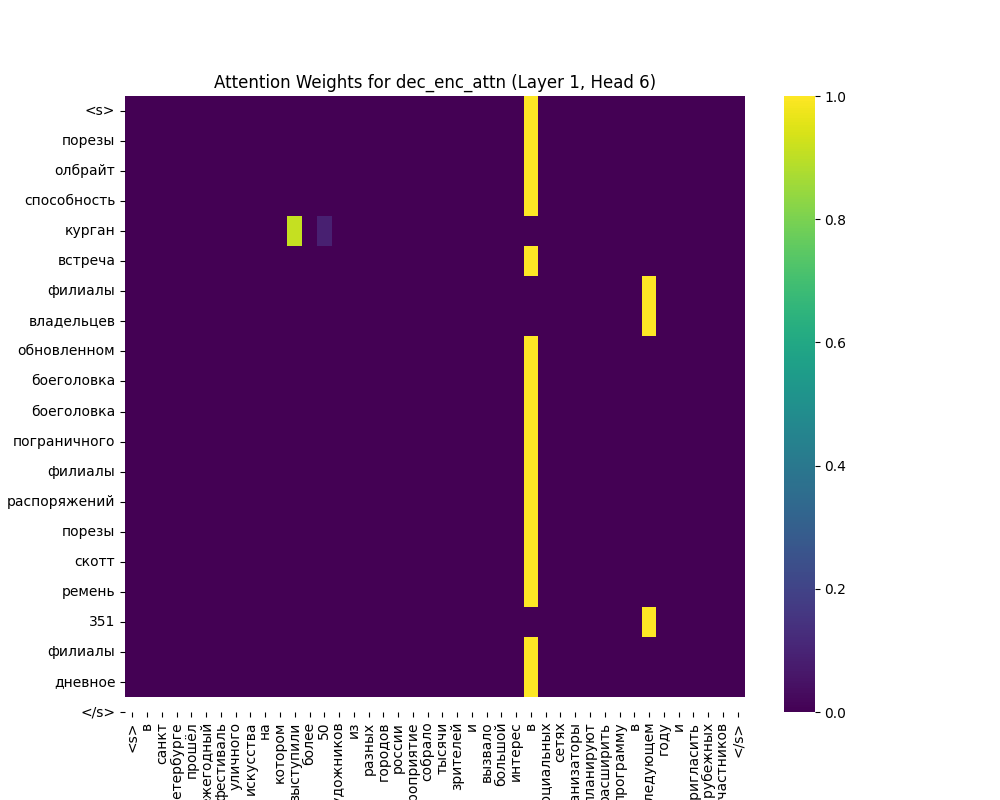 Attention Weights for dec_enc_attn (Layer 1, Head 6)
<s>
порезы
олбрайт
способность
курган
встреча
филиалы
владельцев
обновленном
боеголовка
боеголовка
пограничного
филиалы
распоряжений
порезы
скотт
ремень
351
филиалы
дневное
</s>
<s>
в
санкт
етербурге
прошёл
жегодный
фестиваль
уличного
искусства
на
котором
выступили
более
50
удожников
из
разных
городов
россии
роприятие
собрало
тысячи
зрителей
и
вызвало
большой
интерес
в
оциальных
сетях
анизаторы
планируют
расширить
программу
в
ледующем
году
и
ригласить
рубежных
частников
</s>
1.0
0.8
0.6
0.4
0.2
0.0